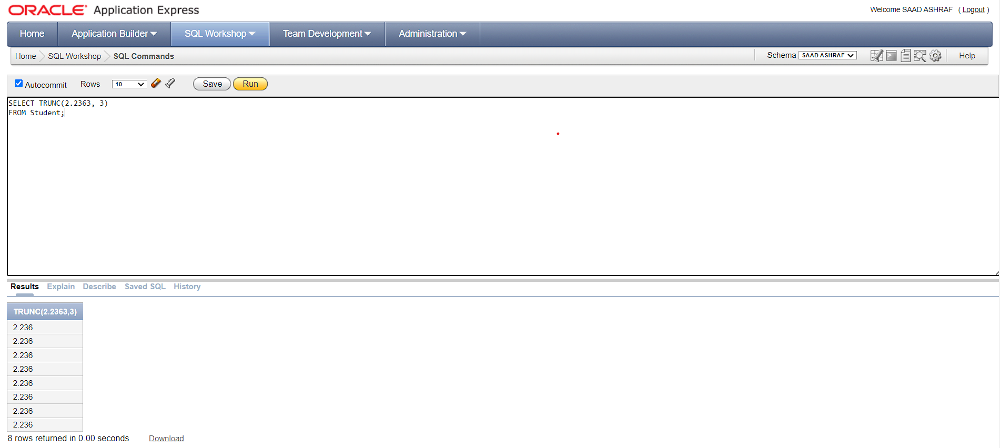 ORACLE Application Express
Welcome SAAD ASHRAF ( Logout )
Home Application Builder SQL Workshop Team Development Administration
Home SQL Workshop SQL Commands Schema SAAD ASHRAF Help
Autocommit Rows 10 Save Run
SELECT TRUNC(2.2363, 3)
FROM Student;
Results Explain Describe Saved SQL History
TRUNC(2.2363,3)
2.236
2.236
2.236
2.236
2.236
2.236
2.236
2.236
8 rows returned in 0.00 seconds Download